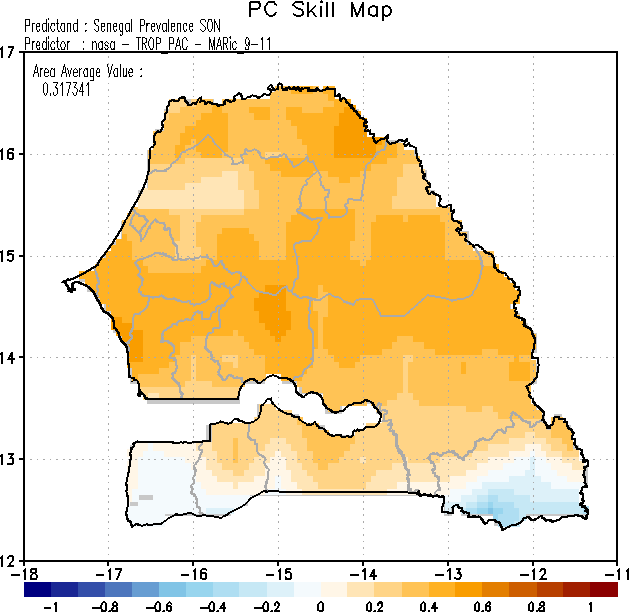 PC Skill Map
Predictand : Senegal Prevalence SON
Predictor : nasa - TROP_PAC - MARic_9-11
Area Average Value :
0.317341
17
16
15
14
13
12
-18 -17 -16 -15 -14 -13 -12 -11
-1 -0.8 -0.6 -0.4 -0.2 0 0.2 0.4 0.6 0.8 1